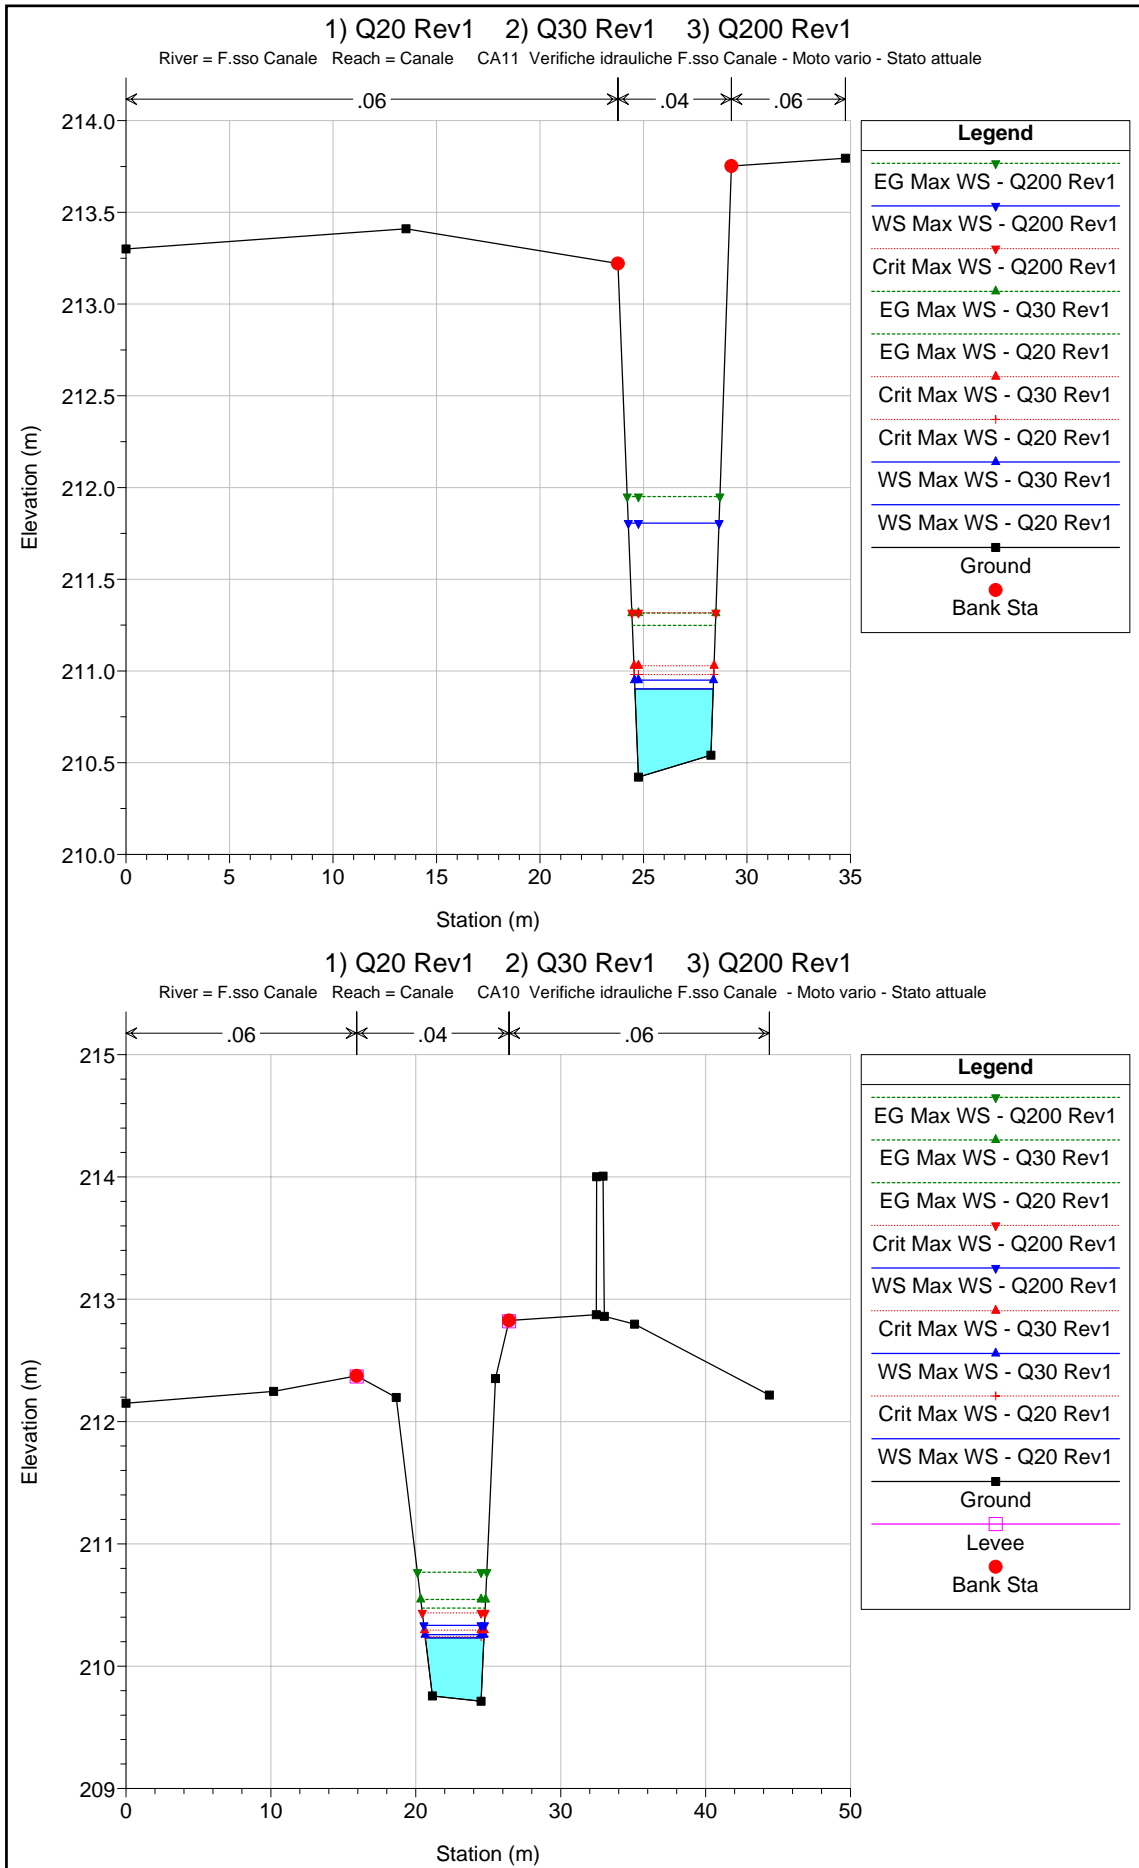 1) Q20 Rev1 2) Q30 Rev1 3) Q200 Rev1
River = F.sso Canale Reach = Canale CA11 Verifiche idrauliche F.sso Canale - Moto vario - Stato attuale
.06 .04 .06
214.0
213.5
213.0
212.5
212.0
211.5
211.0
210.5
210.0
Elevation (m)
0 5 10 15 20 25 30 35
Station (m)
Legend
EG Max WS - Q200 Rev1
WS Max WS - Q200 Rev1
Crit Max WS - Q200 Rev1
EG Max WS - Q30 Rev1
EG Max WS - Q20 Rev1
Crit Max WS - Q30 Rev1
Crit Max WS - Q20 Rev1
WS Max WS - Q30 Rev1
WS Max WS - Q20 Rev1
Ground
Bank Sta
1) Q20 Rev1 2) Q30 Rev1 3) Q200 Rev1
River = F.sso Canale Reach = Canale CA10 Verifiche idrauliche F.sso Canale - Moto vario - Stato attuale
.06 .04 .06
215
214
213
212
211
210
209
Elevation (m)
0 10 20 30 40 50
Station (m)
Legend
EG Max WS - Q200 Rev1
EG Max WS - Q30 Rev1
EG Max WS - Q20 Rev1
Crit Max WS - Q200 Rev1
WS Max WS - Q200 Rev1
Crit Max WS - Q30 Rev1
WS Max WS - Q30 Rev1
Crit Max WS - Q20 Rev1
WS Max WS - Q20 Rev1
Ground
Levee
Bank Sta